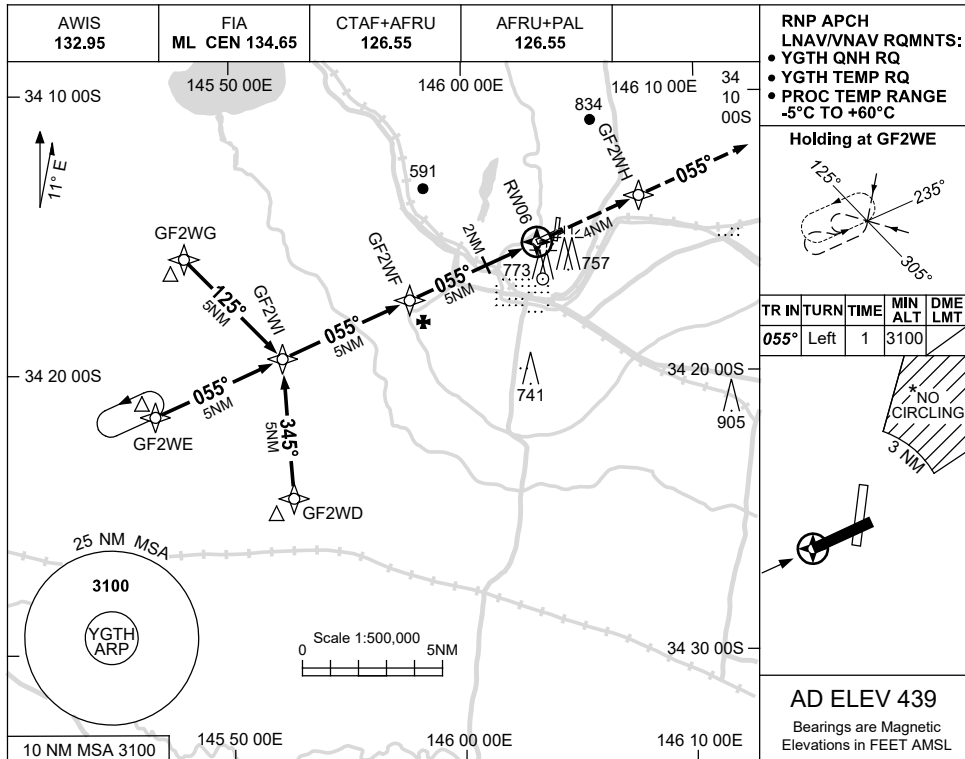 AWIS
132.95
FIA
ML CEN 134.65
CTAF+AFRU
126.55
AFRU+PAL
126.55
RNP APCH
LNAV/VNAV RQMNTS:
• YGTH QNH RQ
• YGTH TEMP RQ
• PROC TEMP RANGE
-5°C TO +60°C
145 50 00E
146 00 00E
146 10 00E
34 10 00S
34
10
00S
11° E
834
591
GF2WH
055°
RW06
4NM
2NM
773
757
GF2WG
GF2WF
055°
5NM
125°
5NM
GF2WI
055°
5NM
34 20 00S
34 20 00S
741
905
055°
5NM
GF2WE
345°
5NM
GF2WD
25 NM MSA
3100
YGTH
ARP
Scale 1:500,000
0
5NM
34 30 00S
10 NM MSA 3100
145 50 00E
146 00 00E
146 10 00E
Holding at GF2WE
125°
235°
305°
TR IN
TURN
TIME
MIN
ALT
DME
LMT
055°
Left
1
3100
*NO
CIRCLING
3 NM
AD ELEV 439
Bearings are Magnetic
Elevations in FEET AMSL